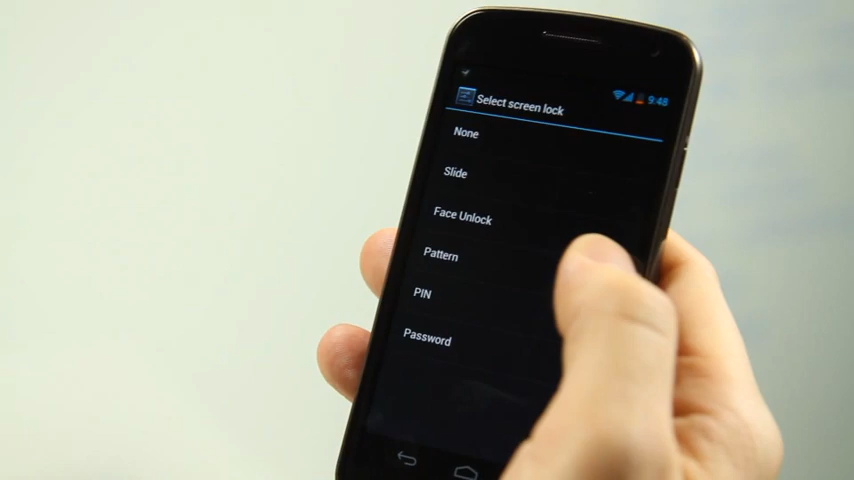 9:48
Select screen lock
None
Slide
Face Unlock
Pattern
PIN
Password